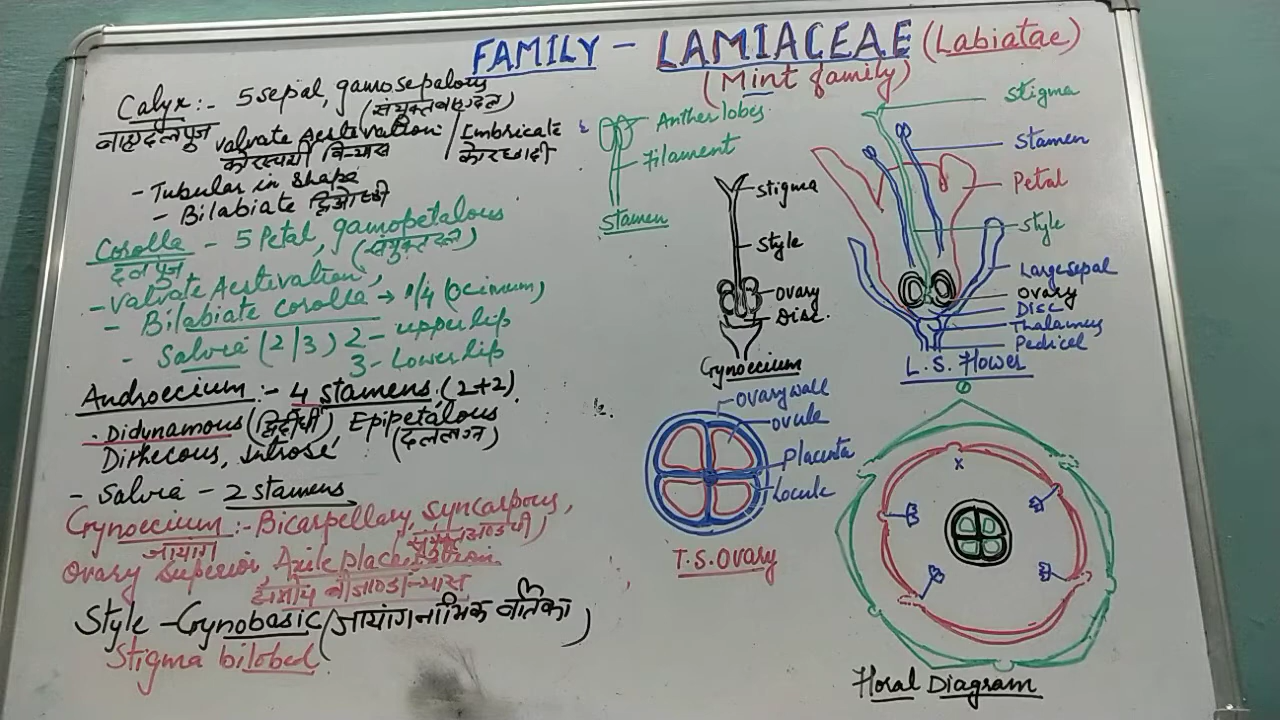 FAMILY - LAMIACEAE (Labiatae)
(Mint family)
Calyx:- 5 sepal, gamosepalous
बाह्यदलपुंज (संयुक्तबाह्यदल)
valvate Aestivation / Imbricate
कोरस्पर्शी विन्यास / कोरछादी
- Tubular in shape
- Bilabiate द्विओष्ठी
Corolla - 5 Petal, gamopetalous
दलपुंज (संयुक्तदल)
- valvate Aestivation,
- Bilabiate corolla → 1/4 (Ocimum)
- Salvia (2/3) 2 - upper lip
3 - Lower lip
Androecium :- 4 stamens (2+2)
. Didynamous (द्विदीर्घी), Epipetalous
(दललग्न)
Dithecous, Introse
- Salvia - 2 stamens
Gynoecium :- Bicarpellary, syncarpous,
जायांग
Ovary superior Axile placentation
Style - Gynobasic (जायांगनाभिक वर्तिका)
Stigma bilobed
Anther lobes
Filament
Stamen
stigma
style
ovary
Disc.
Gynoecium
Stigma
Stamen
Petal
style
Large sepal
Ovary
Disc
Thalamus
Pedicel
L.S. Flower
ovary wall
ovule
Placenta
Locule
T.S. Ovary
x
Floral Diagram